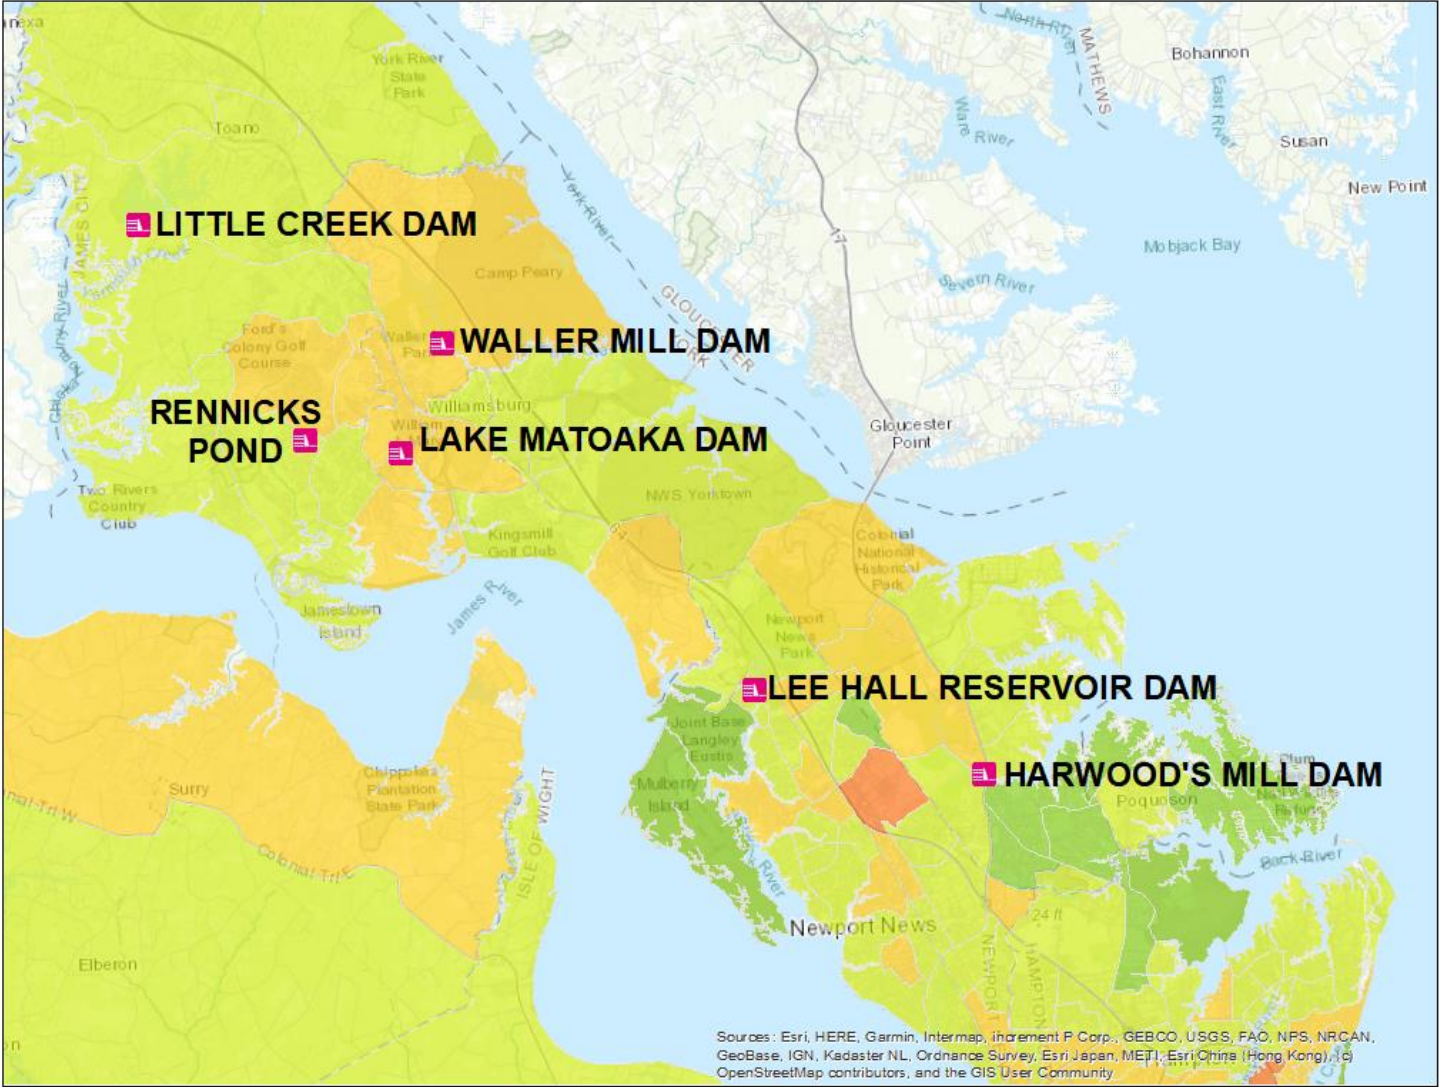 North River
MATHEWS
Bohannon
East River
York River
State
Park
Ware River
Toano
Susan
New Point
JAMES CITY
LITTLE CREEK DAM
York River
17
Mobjack Bay
Camp Peary
Severn River
GLOUCESTER
YORK
Ford's
Colony Golf
Course
WALLER MILL DAM
Williamsburg
RENNICKS
POND
LAKE MATOAKA DAM
Gloucester
Point
Two Rivers
Country
Club
NWS Yorktown
Kingsmill
Golf Club
64
Colonial
National
Historical
Park
James River
Jamestown
Island
Newport
News
Park
LEE HALL RESERVOIR DAM
Joint Base
Langley
Eustis
Mulberry
Island
HARWOOD'S MILL DAM
Poquoson
Surry
Chippokes
Plantation
State Park
ISLE OF WIGHT
Colonial Trl E
Back River
River
Newport News
24 ft
NEWPORT
HAMPTON
Elberon
Sources: Esri, HERE, Garmin, Intermap, increment P Corp., GEBCO, USGS, FAO, NPS, NRCAN,
GeoBase, IGN, Kadaster NL, Ordnance Survey, Esri Japan, METI, Esri China (Hong Kong), (c)
OpenStreetMap contributors, and the GIS User Community